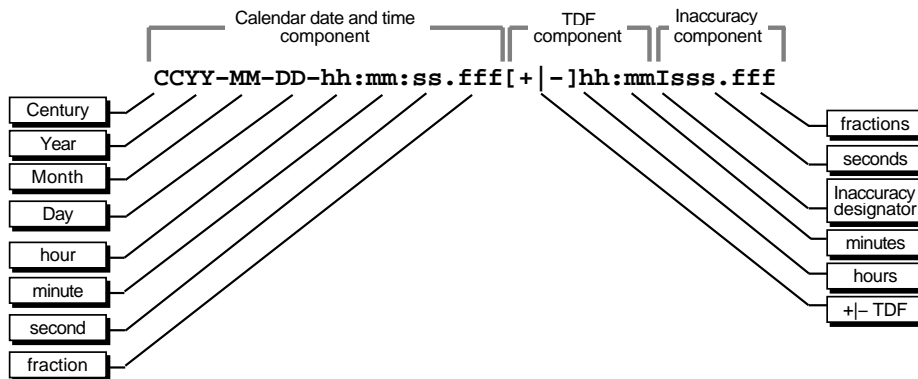 Calendar date and time
component
TDF
component
Inaccuracy
component
CCYY-MM-DD-hh:mm:ss.fff[+|-]hh:mmIsss.fff
Century
Year
Month
Day
hour
minute
second
fraction
fractions
seconds
Inaccuracy
designator
minutes
hours
+|– TDF